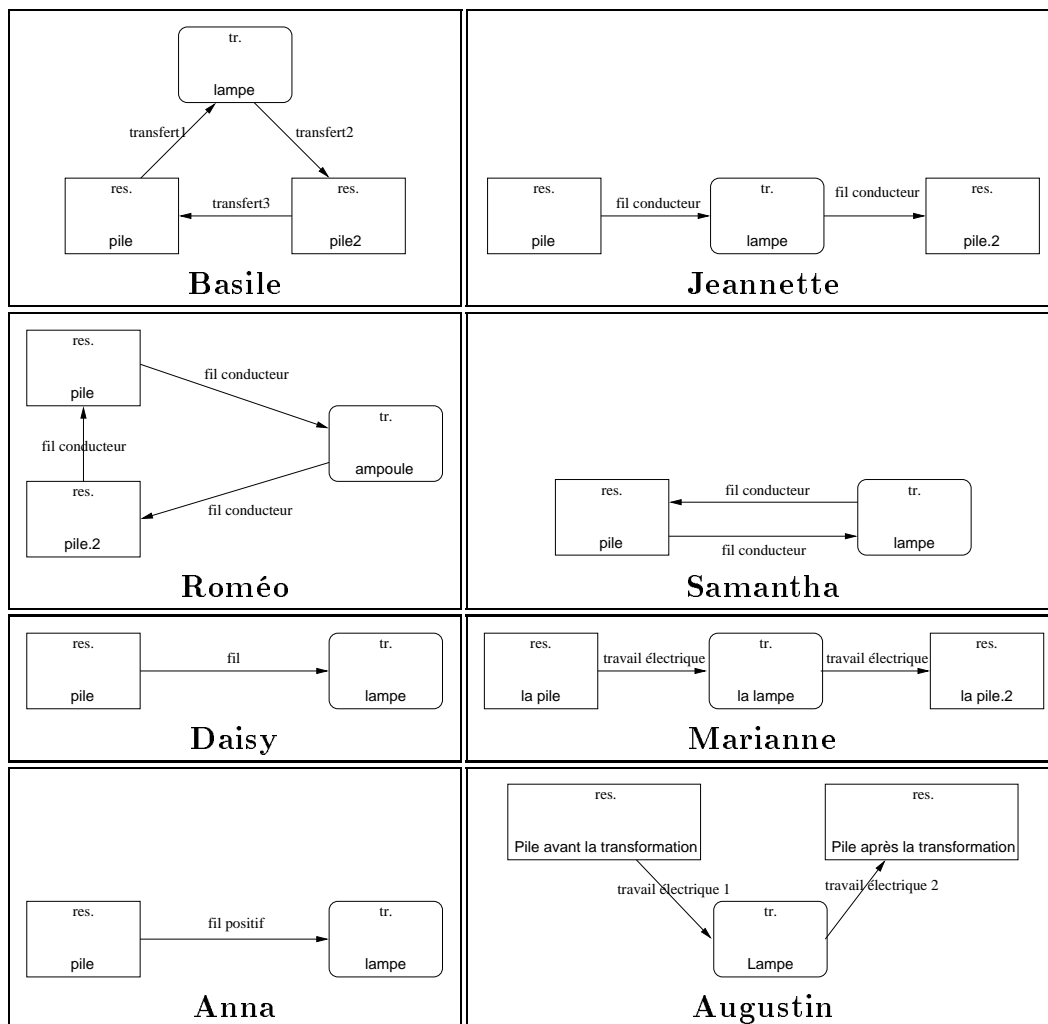 tr.
lampe
transfert1
transfert2
res.
pile
transfert3
res.
pile2
Basile
res.
pile
fil conducteur
tr.
lampe
fil conducteur
res.
pile.2
Jeannette
res.
pile
fil conducteur
tr.
ampoule
fil conducteur
res.
pile.2
fil conducteur
Roméo
res.
pile
fil conducteur
fil conducteur
tr.
lampe
Samantha
res.
pile
fil
tr.
lampe
Daisy
res.
la pile
travail électrique
tr.
la lampe
travail électrique
res.
la pile.2
Marianne
res.
pile
fil positif
tr.
lampe
Anna
res.
Pile avant la transformation
res.
Pile après la transformation
travail électrique 1
travail électrique 2
tr.
Lampe
Augustin